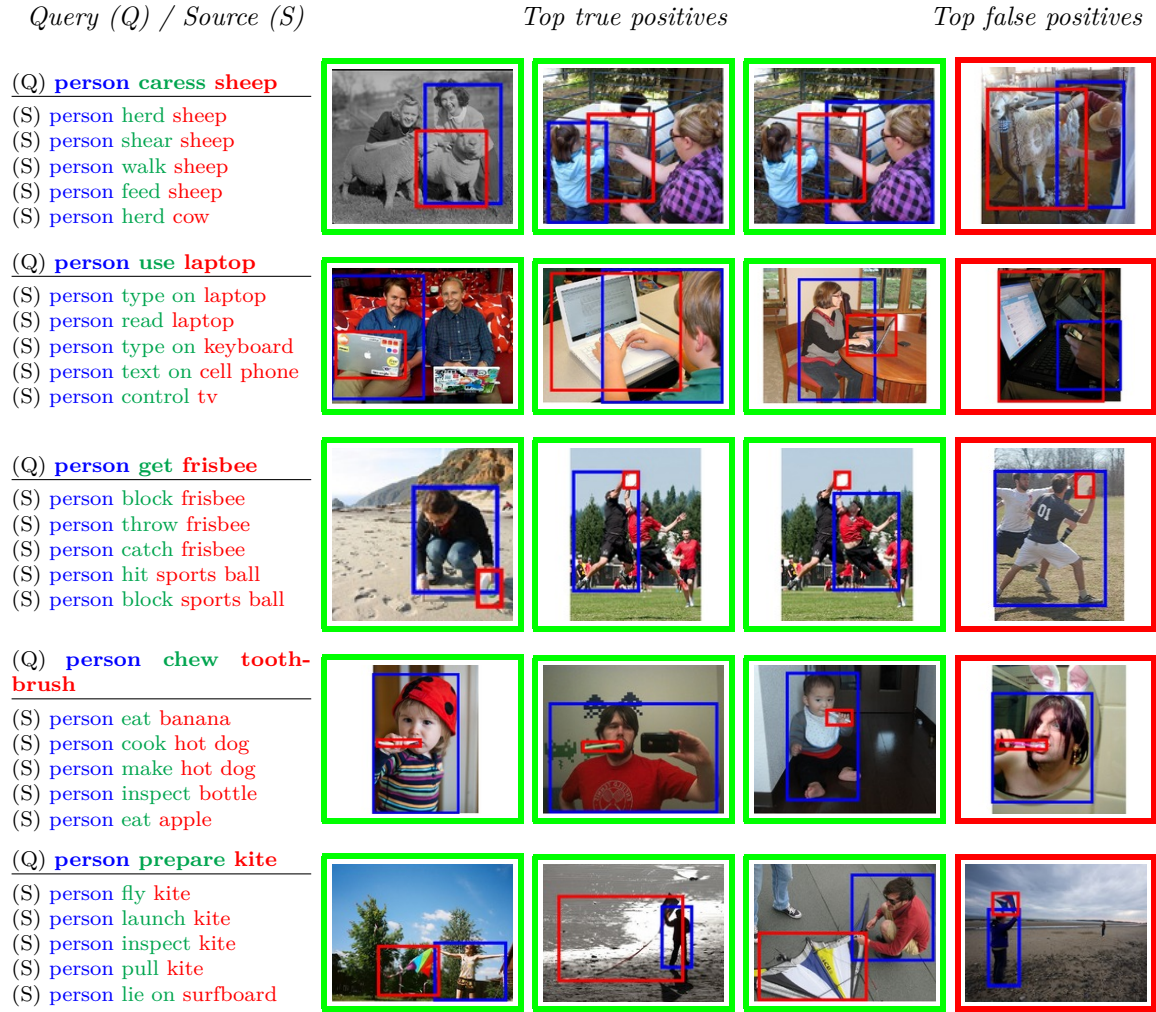 Query (Q) / Source (S)
Top true positives
Top false positives
(Q) person caress sheep
(S) person herd sheep
(S) person shear sheep
(S) person walk sheep
(S) person feed sheep
(S) person herd cow
(Q) person use laptop
(S) person type on laptop
(S) person read laptop
(S) person type on keyboard
(S) person text on cell phone
(S) person control tv
(Q) person get frisbee
(S) person block frisbee
(S) person throw frisbee
(S) person catch frisbee
(S) person hit sports ball
(S) person block sports ball
01
(Q) person chew tooth-
brush
(S) person eat banana
(S) person cook hot dog
(S) person make hot dog
(S) person inspect bottle
(S) person eat apple
(Q) person prepare kite
(S) person fly kite
(S) person launch kite
(S) person inspect kite
(S) person pull kite
(S) person lie on surfboard